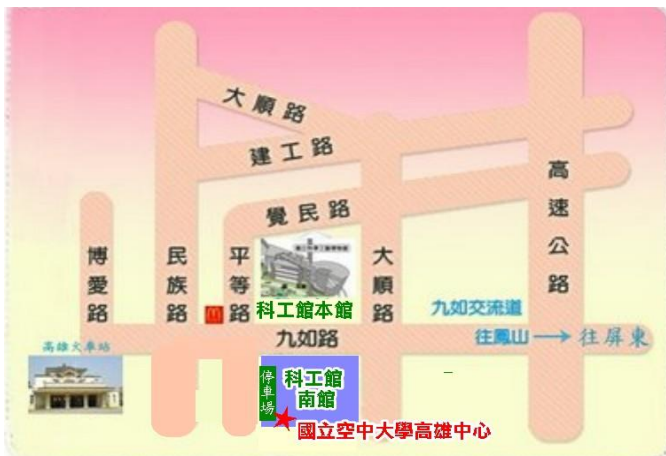 大順路
建工路
覺民路
高速公路
博愛路
民族路
平等路
大順路
科工館本館
九如路
九如交流道
往鳳山
往屏東
高雄火車站
停車場
科工館
南館
國立空中大學高雄中心